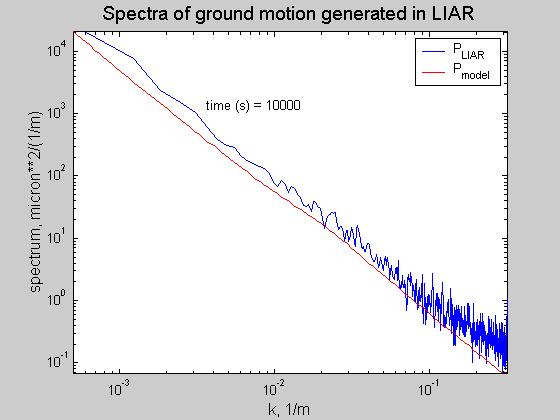 Spectra of ground motion generated in LIAR
P_LIAR
P_model
time (s) = 10000
spectrum, micron**2/(1/m)
10^4
10^3
10^2
10^1
10^0
10^-1
10^-3
10^-2
10^-1
k, 1/m